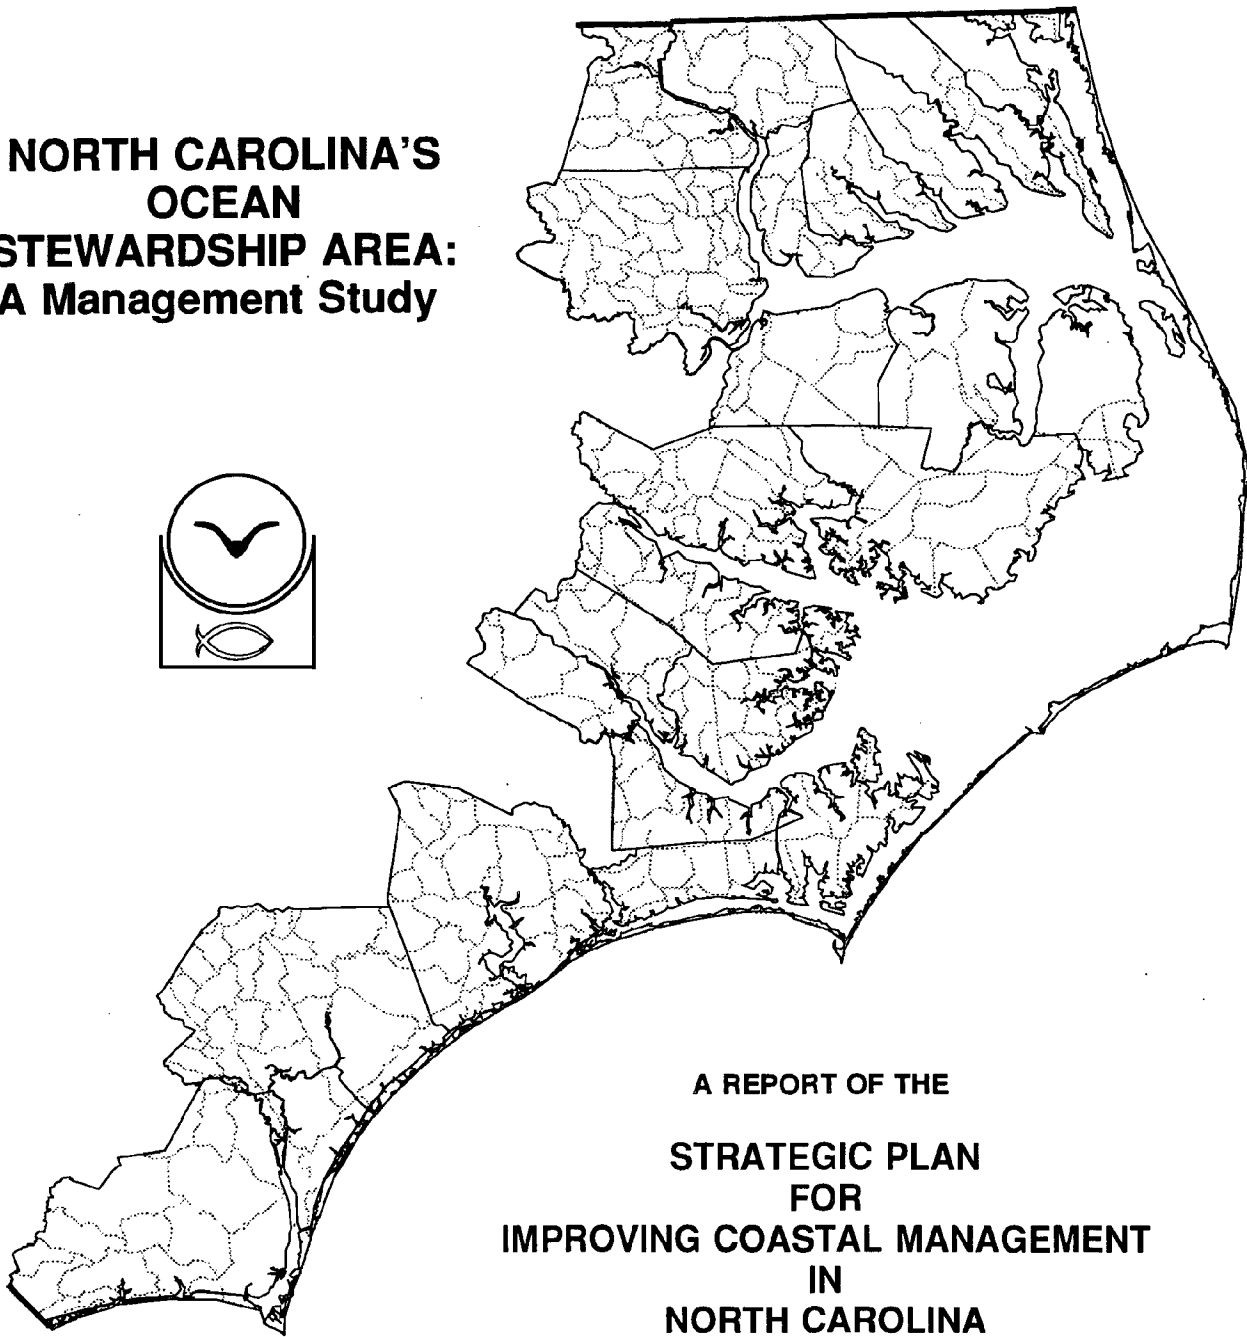 NORTH CAROLINA'S
OCEAN
STEWARDSHIP AREA:
A Management Study
A REPORT OF THE
STRATEGIC PLAN
FOR
IMPROVING COASTAL MANAGEMENT
IN
NORTH CAROLINA